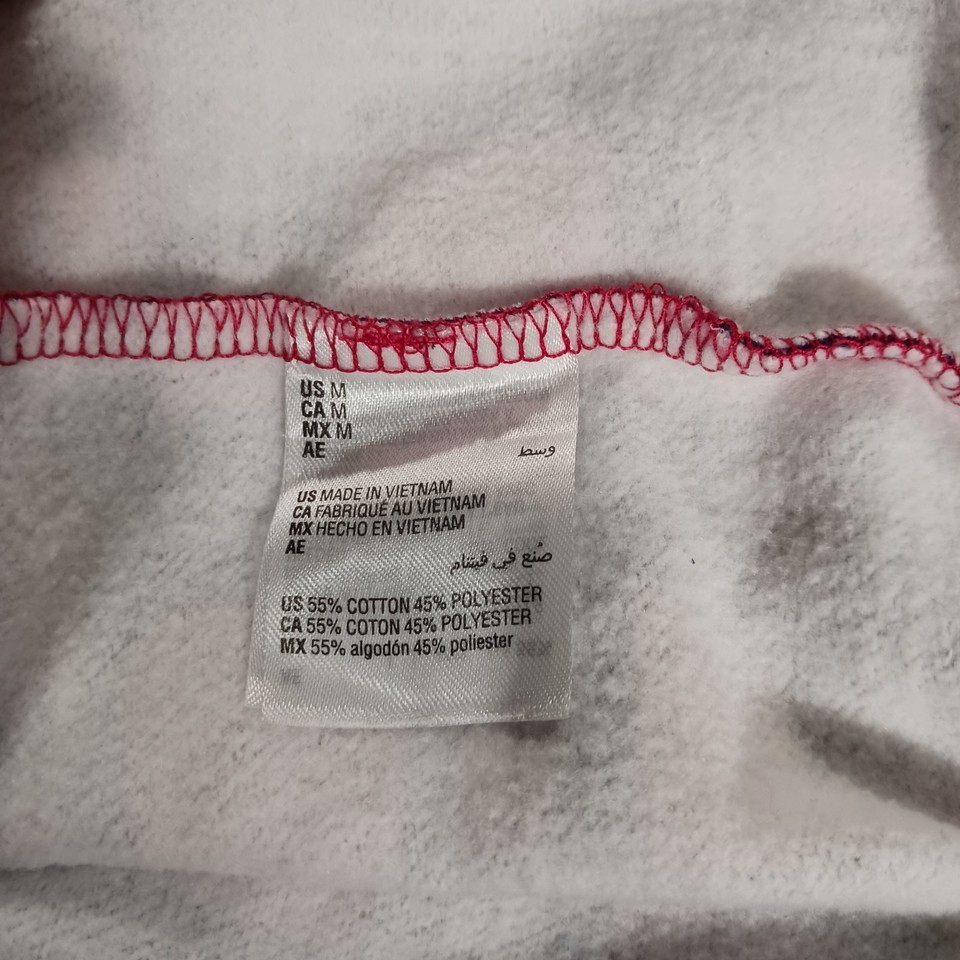 US M
CA M
MX M
AE وسط
US MADE IN VIETNAM
CA FABRIQUÉ AU VIETNAM
MX HECHO EN VIETNAM
AE
صُنع في فيتنام
US 55% COTTON 45% POLYESTER
CA 55% COTON 45% POLYESTER
MX 55% algodón 45% poliester